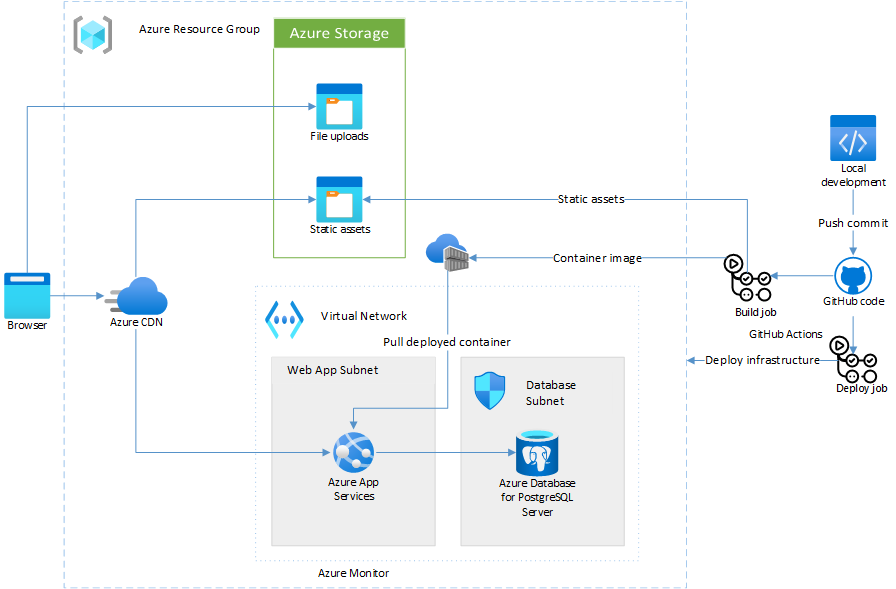 Azure Resource Group
Azure Storage
File uploads
Static assets
Static assets
Local
development
Push commit
Container image
Build job
GitHub code
Browser
Azure CDN
Virtual Network
Pull deployed container
GitHub Actions
Deploy infrastructure
Deploy job
Web App Subnet
Database
Subnet
Azure App
Services
Azure Database
for PostgreSQL
Server
Azure Monitor